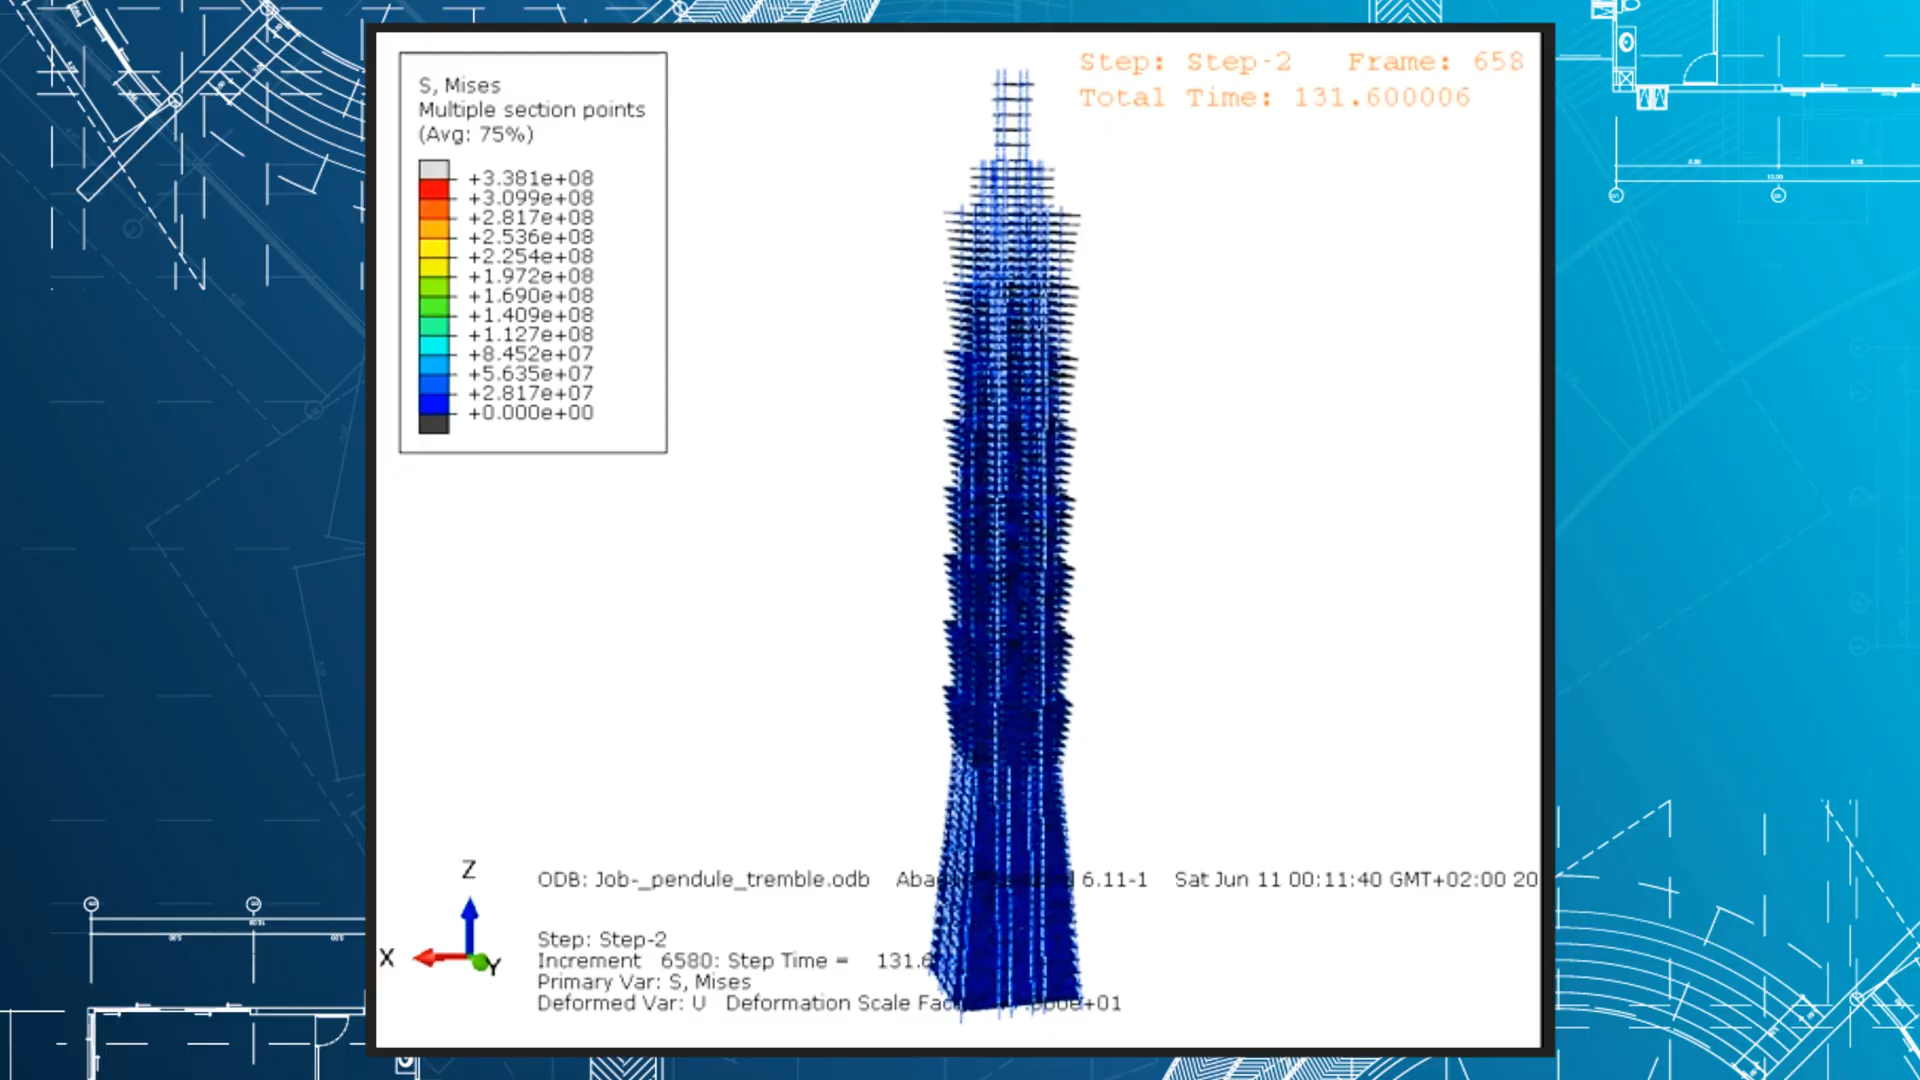 S, Mises
Multiple section points
(Avg: 75%)
+3.381e+08
+3.099e+08
+2.817e+08
+2.536e+08
+2.254e+08
+1.972e+08
+1.690e+08
+1.409e+08
+1.127e+08
+8.452e+07
+5.635e+07
+2.817e+07
+0.000e+00
Step: Step-2 Frame: 658
Total Time: 131.600006
Z
X
Y
ODB: Job-_pendule_tremble.odb 6.11-1 Sat Jun 11 00:11:40 GMT+02:00 20
Step: Step-2
Increment 6580: Step Time = 131.6
Primary Var: S, Mises
Deformed Var: U Deformation Scale